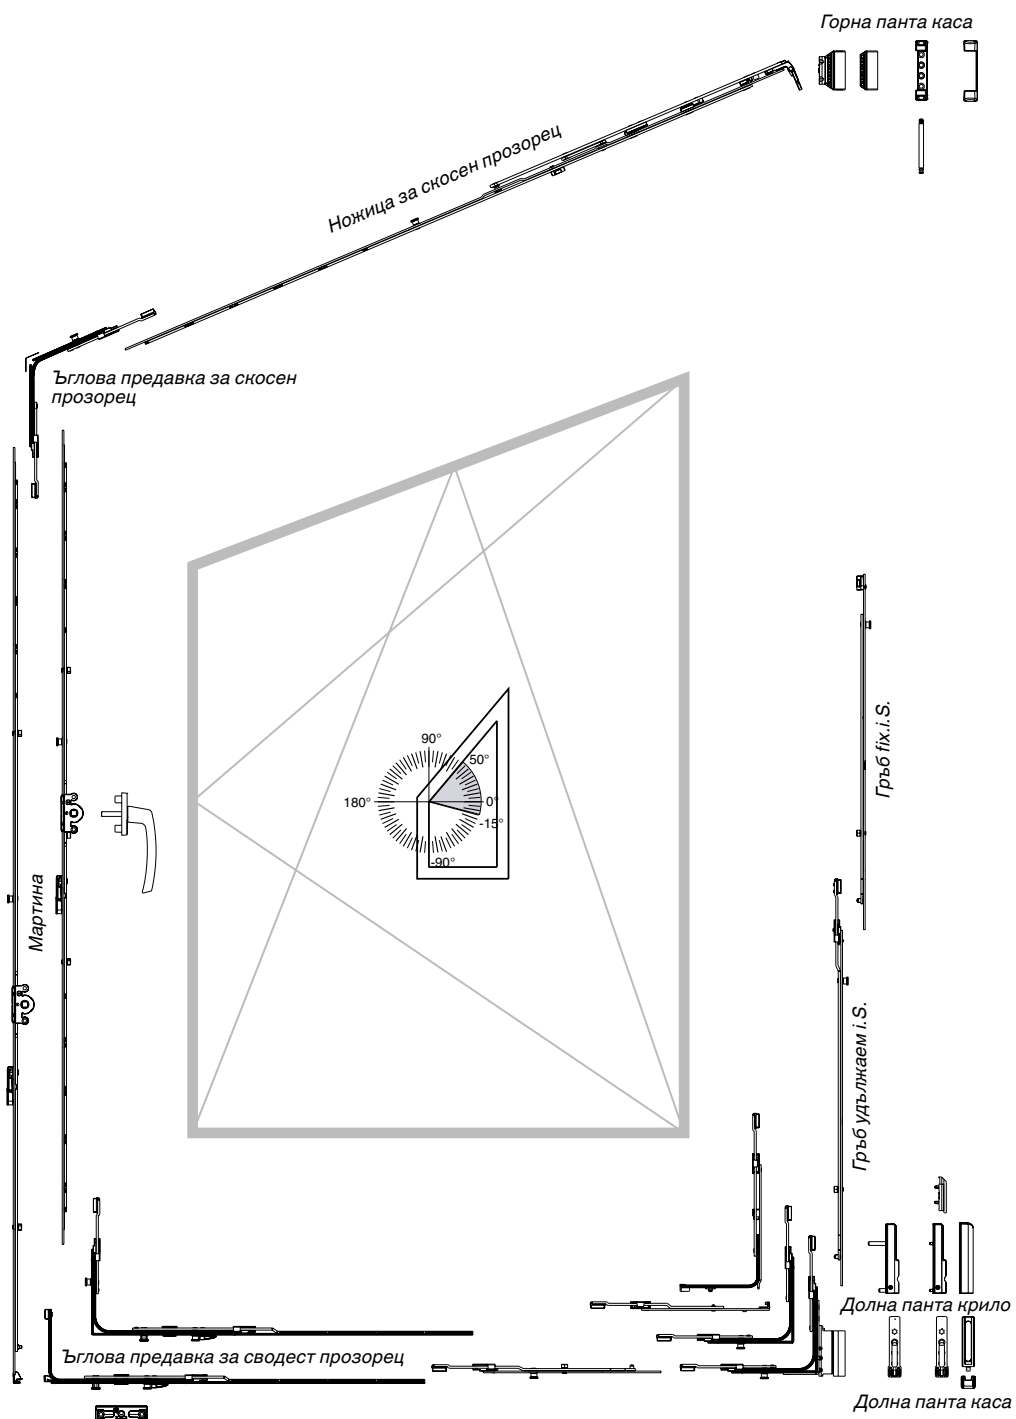 Горна панта каса
Ножица за скосен прозорец
Ъглова предавка за скосен
прозорец
90°
50°
180°
0°
-15°
-90°
Гръб fix.i.S.
Мартина
Гръб удължаем i.S.
Долна панта крило
Ъглова предавка за сводест прозорец
Долна панта каса